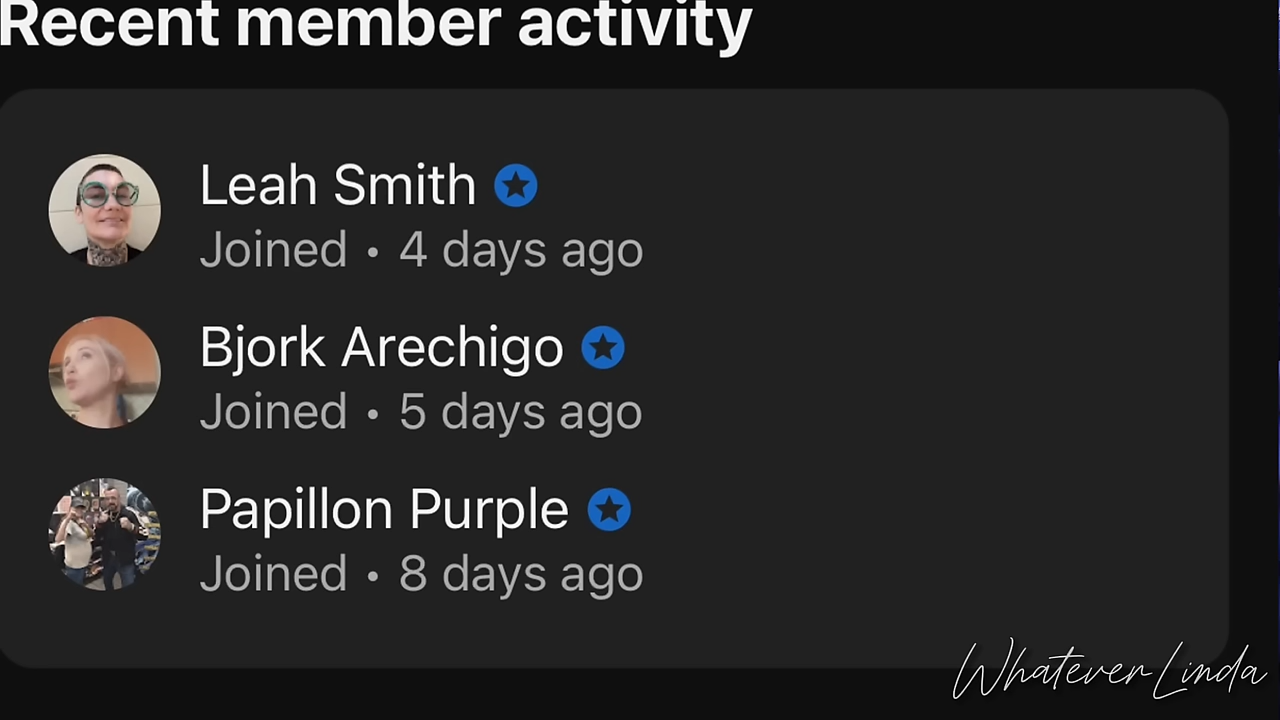 Recent member activity
Leah Smith
Joined • 4 days ago
Bjork Arechigo
Joined • 5 days ago
Papillon Purple
Joined • 8 days ago
Whatever Linda